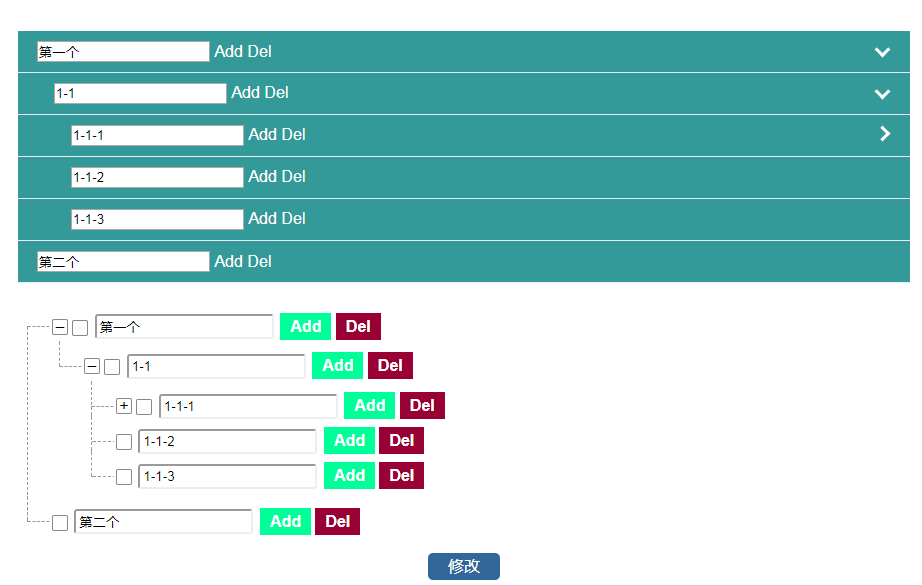 第一个 Add Del
1-1 Add Del
1-1-1 Add Del
1-1-2 Add Del
1-1-3 Add Del
第二个 Add Del
第一个 Add Del
1-1 Add Del
1-1-1 Add Del
1-1-2 Add Del
1-1-3 Add Del
第二个 Add Del
修改